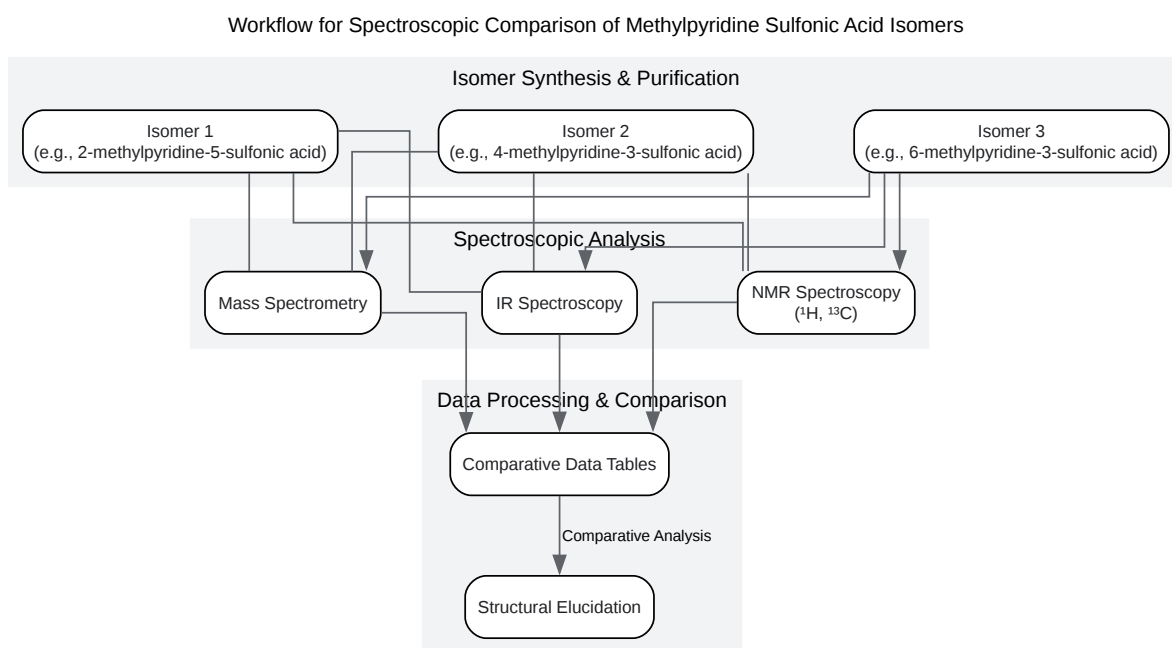 Workflow for Spectroscopic Comparison of Methylpyridine Sulfonic Acid Isomers
Isomer Synthesis & Purification
Isomer 1
(e.g., 2-methylpyridine-5-sulfonic acid)
Isomer 2
(e.g., 4-methylpyridine-3-sulfonic acid)
Isomer 3
(e.g., 6-methylpyridine-3-sulfonic acid)
Spectroscopic Analysis
Mass Spectrometry
IR Spectroscopy
NMR Spectroscopy
(¹H, ¹³C)
Data Processing & Comparison
Comparative Data Tables
Comparative Analysis
Structural Elucidation